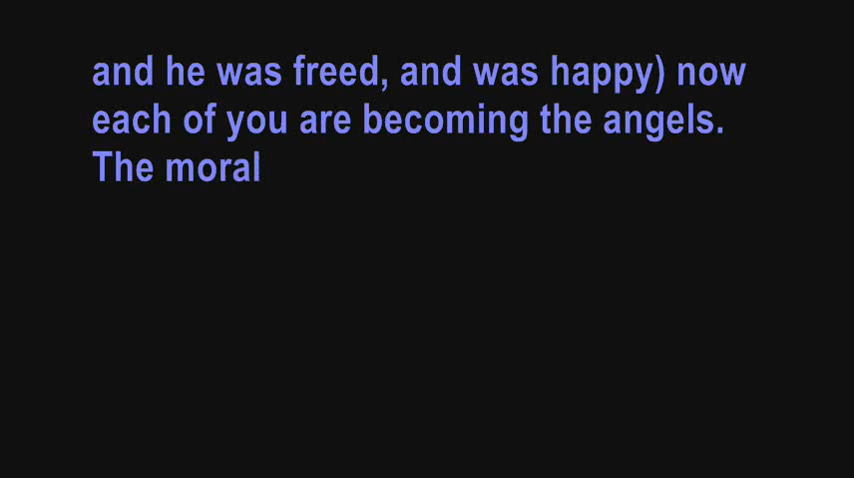 and he was freed, and was happy) now
each of you are becoming the angels.
The moral